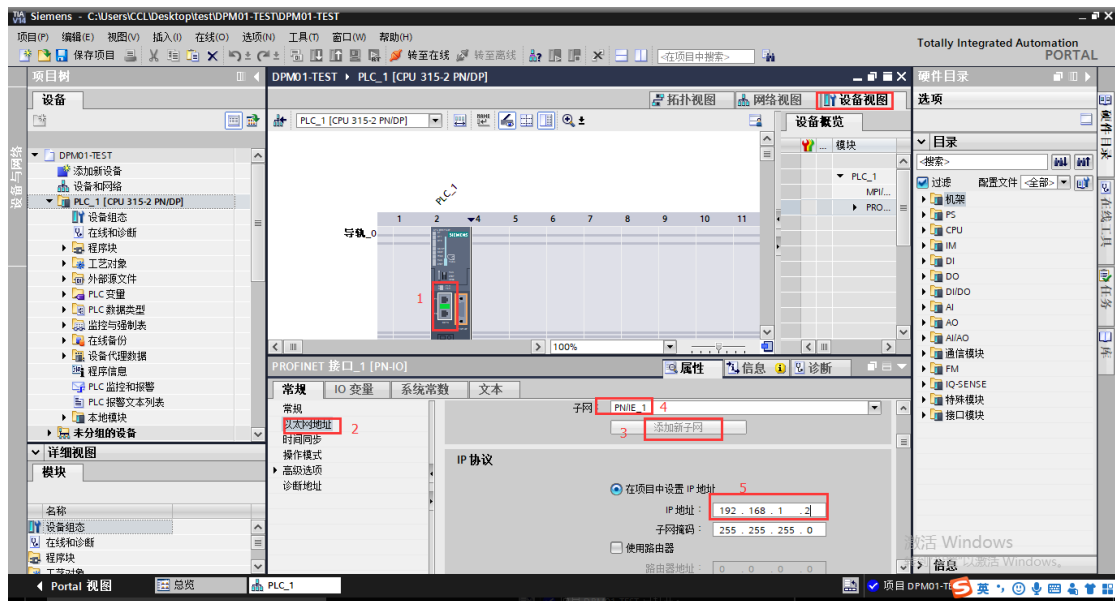 Siemens - C:\Users\CCL\Desktop\test\DPM01-TEST\DPM01-TEST
项目(P) 编辑(E) 视图(V) 插入(I) 在线(O) 选项(N) 工具(T) 窗口(W) 帮助(H)
Totally Integrated Automation
PORTAL
保存项目
转至在线
转至离线
<在项目中搜索>
项目树
设备
设备与网络
DPM01-TEST
添加新设备
设备和网络
PLC_1 [CPU 315-2 PN/DP]
设备组态
在线和诊断
程序块
工艺对象
外部源文件
PLC 变量
PLC 数据类型
监控与强制表
在线备份
设备代理数据
程序信息
PLC 监控和报警
PLC 报警文本列表
本地模块
未分组的设备
详细视图
模块
名称
设备组态
在线和诊断
程序块
工艺对象
DPM01-TEST PLC_1 [CPU 315-2 PN/DP]
拓扑视图 网络视图 设备视图
PLC_1 [CPU 315-2 PN/DP]
设备概览
... 模块
PLC_1
MPI/...
PRO...
PLC_1
1 2 4 5 6 7 8 9 10 11
导轨_0
SIEMENS
1
100%
PROFINET 接口_1 [PN-IO]
属性 信息 诊断
常规 IO 变量 系统常数 文本
常规
以太网地址 2
时间同步
操作模式
高级选项
诊断地址
子网: PN/IE_1 4
3 添加新子网
IP 协议
在项目中设置 IP 地址 5
IP 地址: 192 . 168 . 1 . 2
子网掩码: 255 . 255 . 255 . 0
使用路由器
路由器地址: 0 . 0 . 0 . 0
硬件目录
选项
目录
<搜索>
过滤 配置文件 <全部>
机架
PS
CPU
IM
DI
DO
DI/DO
AI
AO
AI/AO
通信模块
FM
IQ-SENSE
特殊模块
接口模块
信息
硬件目录
在线工具
任务
库
激活 Windows
Portal 视图 总览 PLC_1
项目 DPM01-TE
英